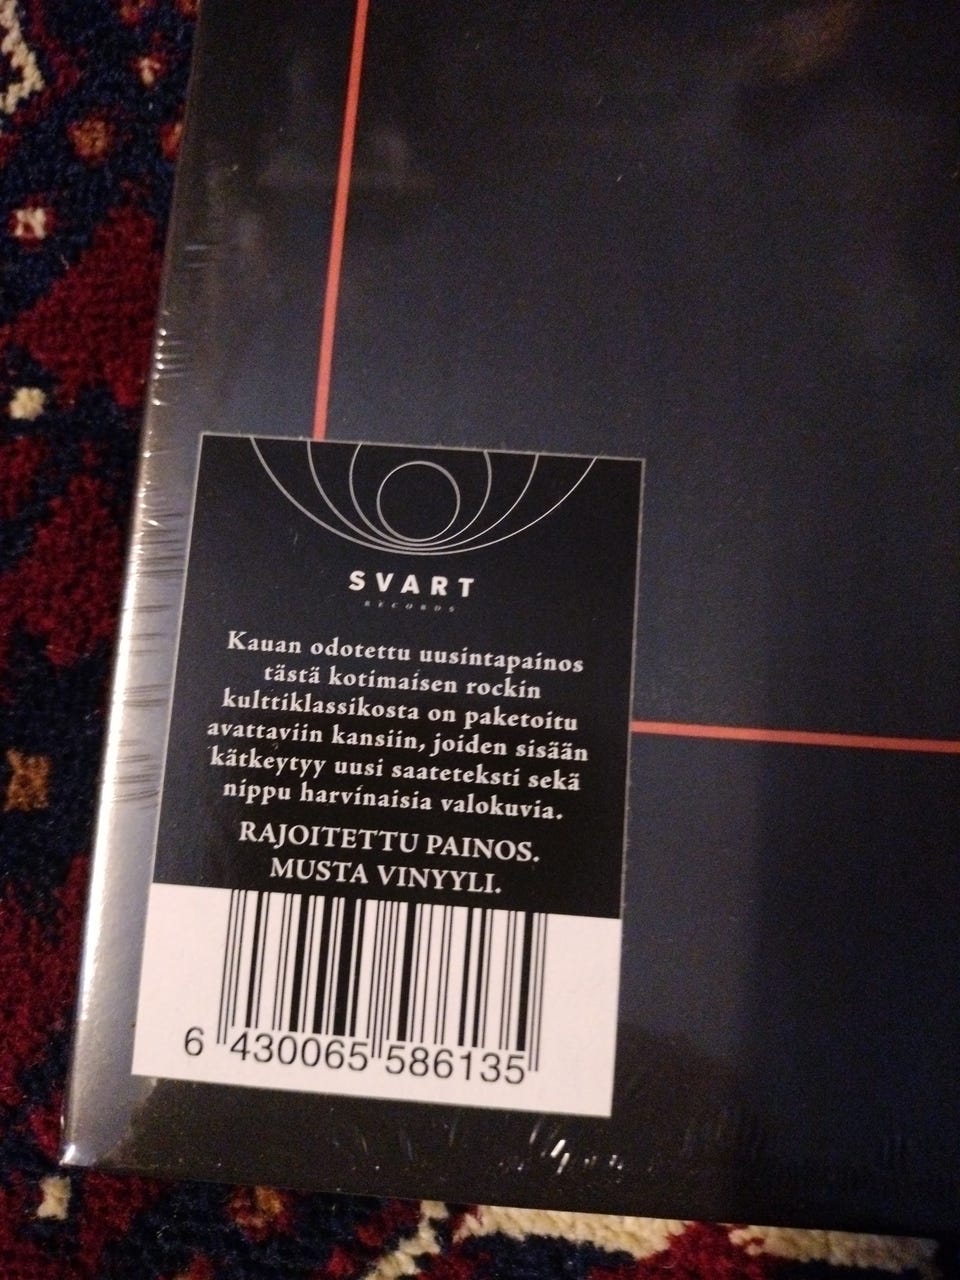 SVART
RECORDS
Kauan odotettu uusintapainos
tästä kotimaisen rockin
kulttiklassikosta on paketoitu
avattaviin kansiin, joiden sisään
kätkeytyy uusi saateteksti sekä
nippu harvinaisia valokuvia.
RAJOITETTU PAINOS.
MUSTA VINYYLI.
6 430065 586135